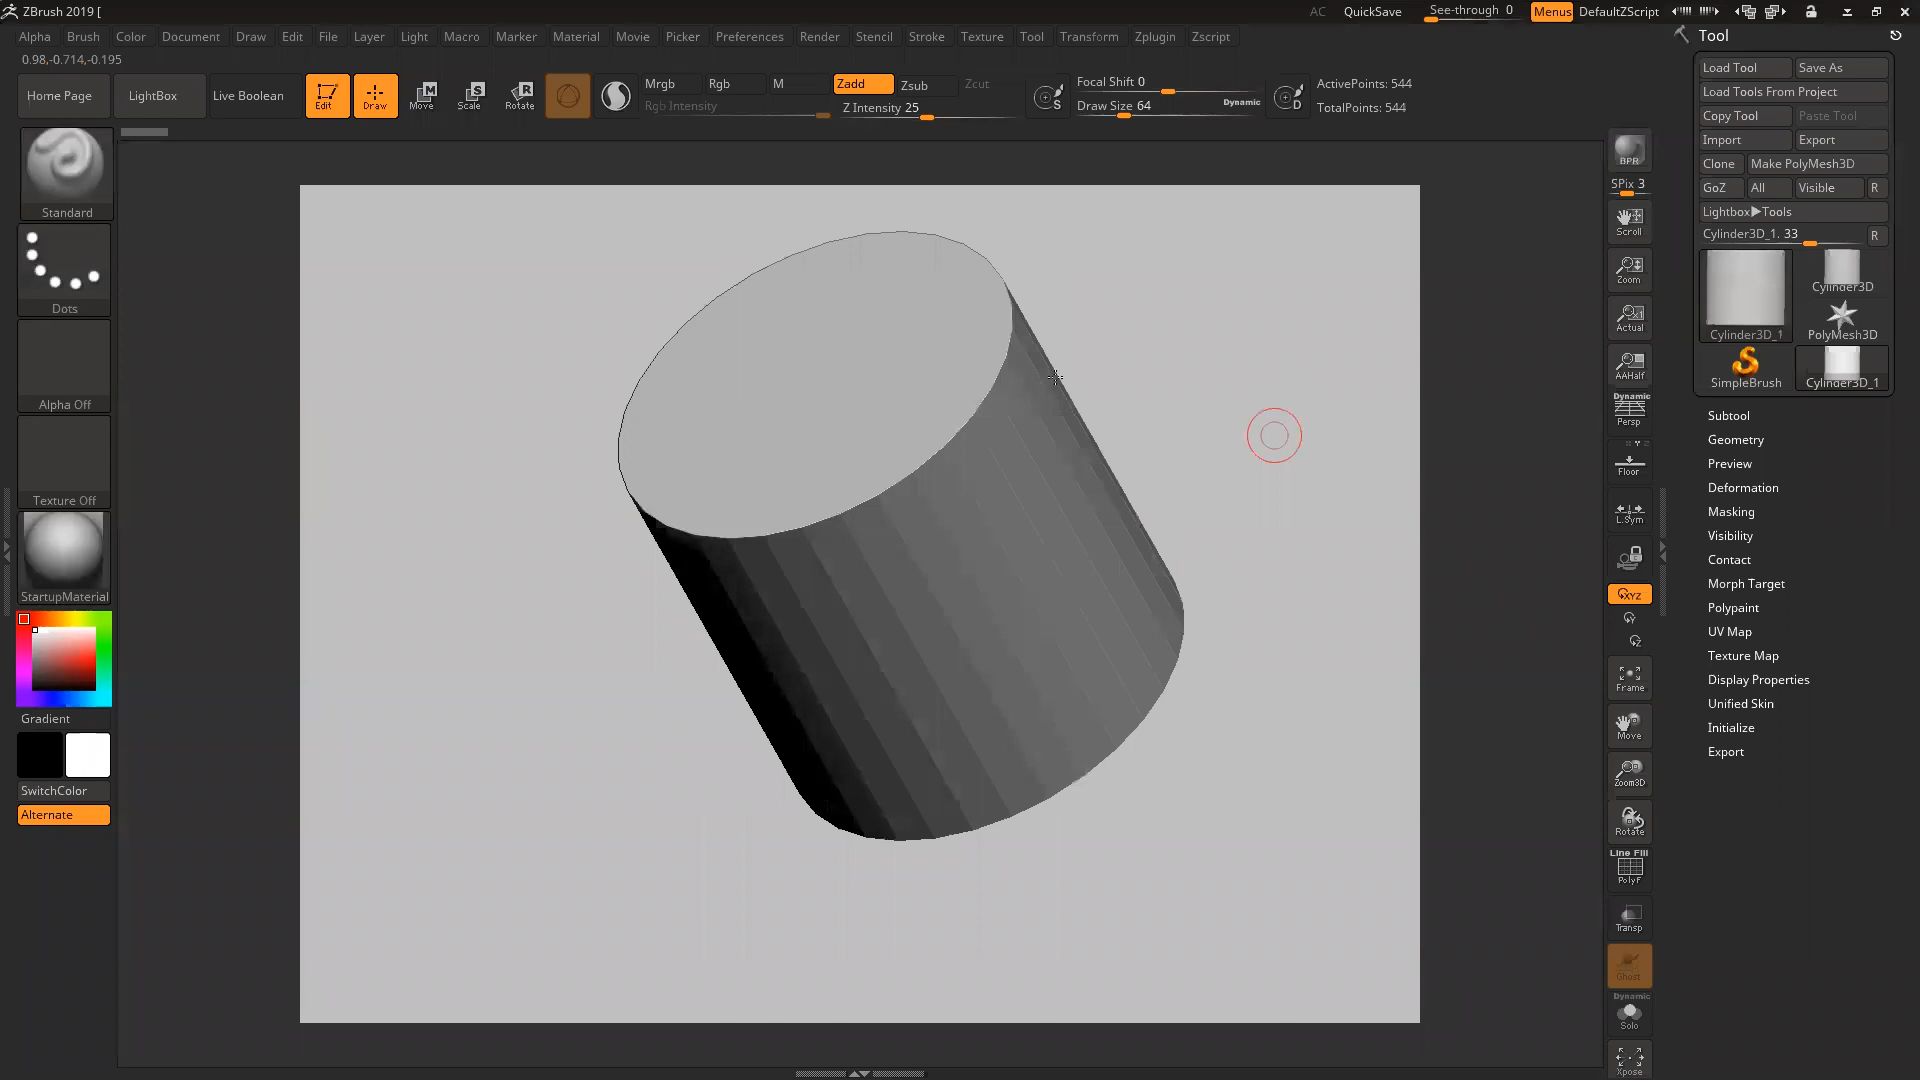 ZBrush 2019 [
AC QuickSave See-through 0 Menus DefaultZScript
Alpha Brush Color Document Draw Edit File Layer Light Macro Marker Material Movie Picker Preferences Render Stencil Stroke Texture Tool Transform Zplugin Zscript
0.98,-0.714,-0.195
Home Page LightBox Live Boolean Edit Draw Move Scale Rotate
M S R
Mrgb Rgb M Zadd Zsub Zcut
Rgb Intensity Z Intensity 25
S Focal Shift 0
Draw Size 64 Dynamic D
ActivePoints: 544
TotalPoints: 544
Standard
Dots
Alpha Off
Texture Off
StartupMaterial
Gradient
SwitchColor
Alternate
BPR
SPix 3
Scroll
Zoom
Actual
AAHalf
Dynamic
Persp
Floor
L.Sym
XYZ
Y
Z
Frame
Move
Zoom3D
Rotate
Line Fill
PolyF
Transp
Ghost
Dynamic
Solo
Xpose
Tool
Load Tool Save As
Load Tools From Project
Copy Tool Paste Tool
Import Export
Clone Make PolyMesh3D
GoZ All Visible R
Lightbox▶Tools
Cylinder3D_1. 33 R
Cylinder3D
Cylinder3D_1 PolyMesh3D
SimpleBrush Cylinder3D_1
Subtool
Geometry
Preview
Deformation
Masking
Visibility
Contact
Morph Target
Polypaint
UV Map
Texture Map
Display Properties
Unified Skin
Initialize
Export